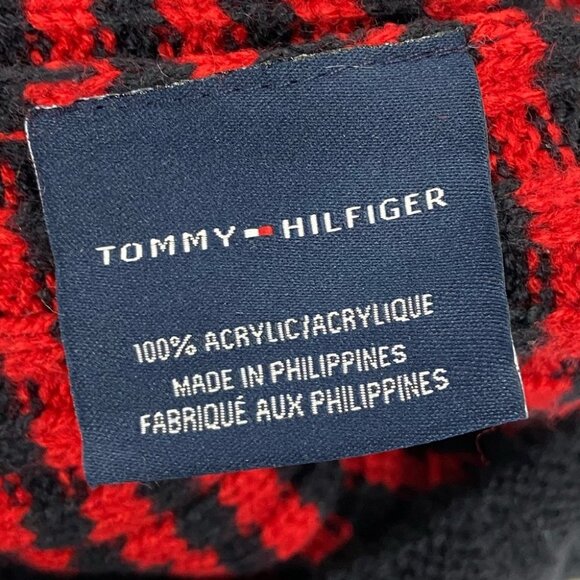 TOMMY HILFIGER
100% ACRYLIC/ACRYLIQUE
MADE IN PHILIPPINES
FABRIQUÉ AUX PHILIPPINES